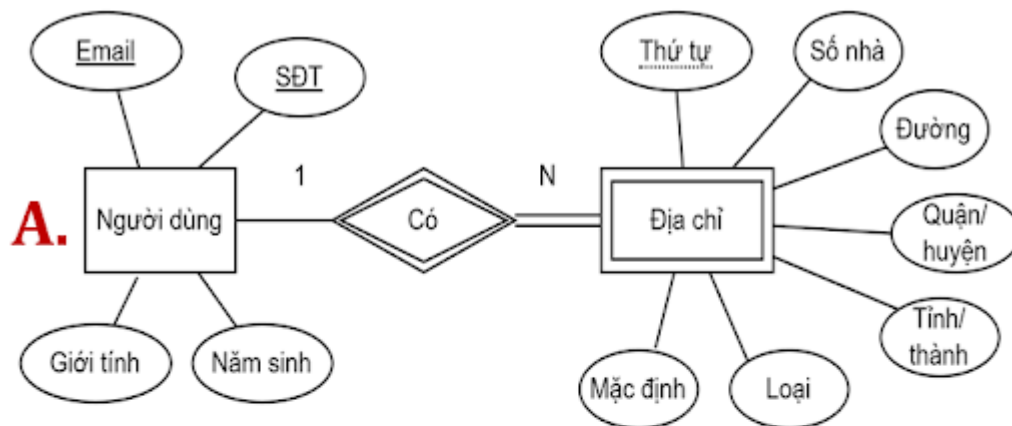 Email
SĐT
Thứ tự
Số nhà
Đường
1
N
A.
Người dùng
Có
Địa chỉ
Quận/
huyện
Giới tính
Năm sinh
Mặc định
Loại
Tỉnh/
thành